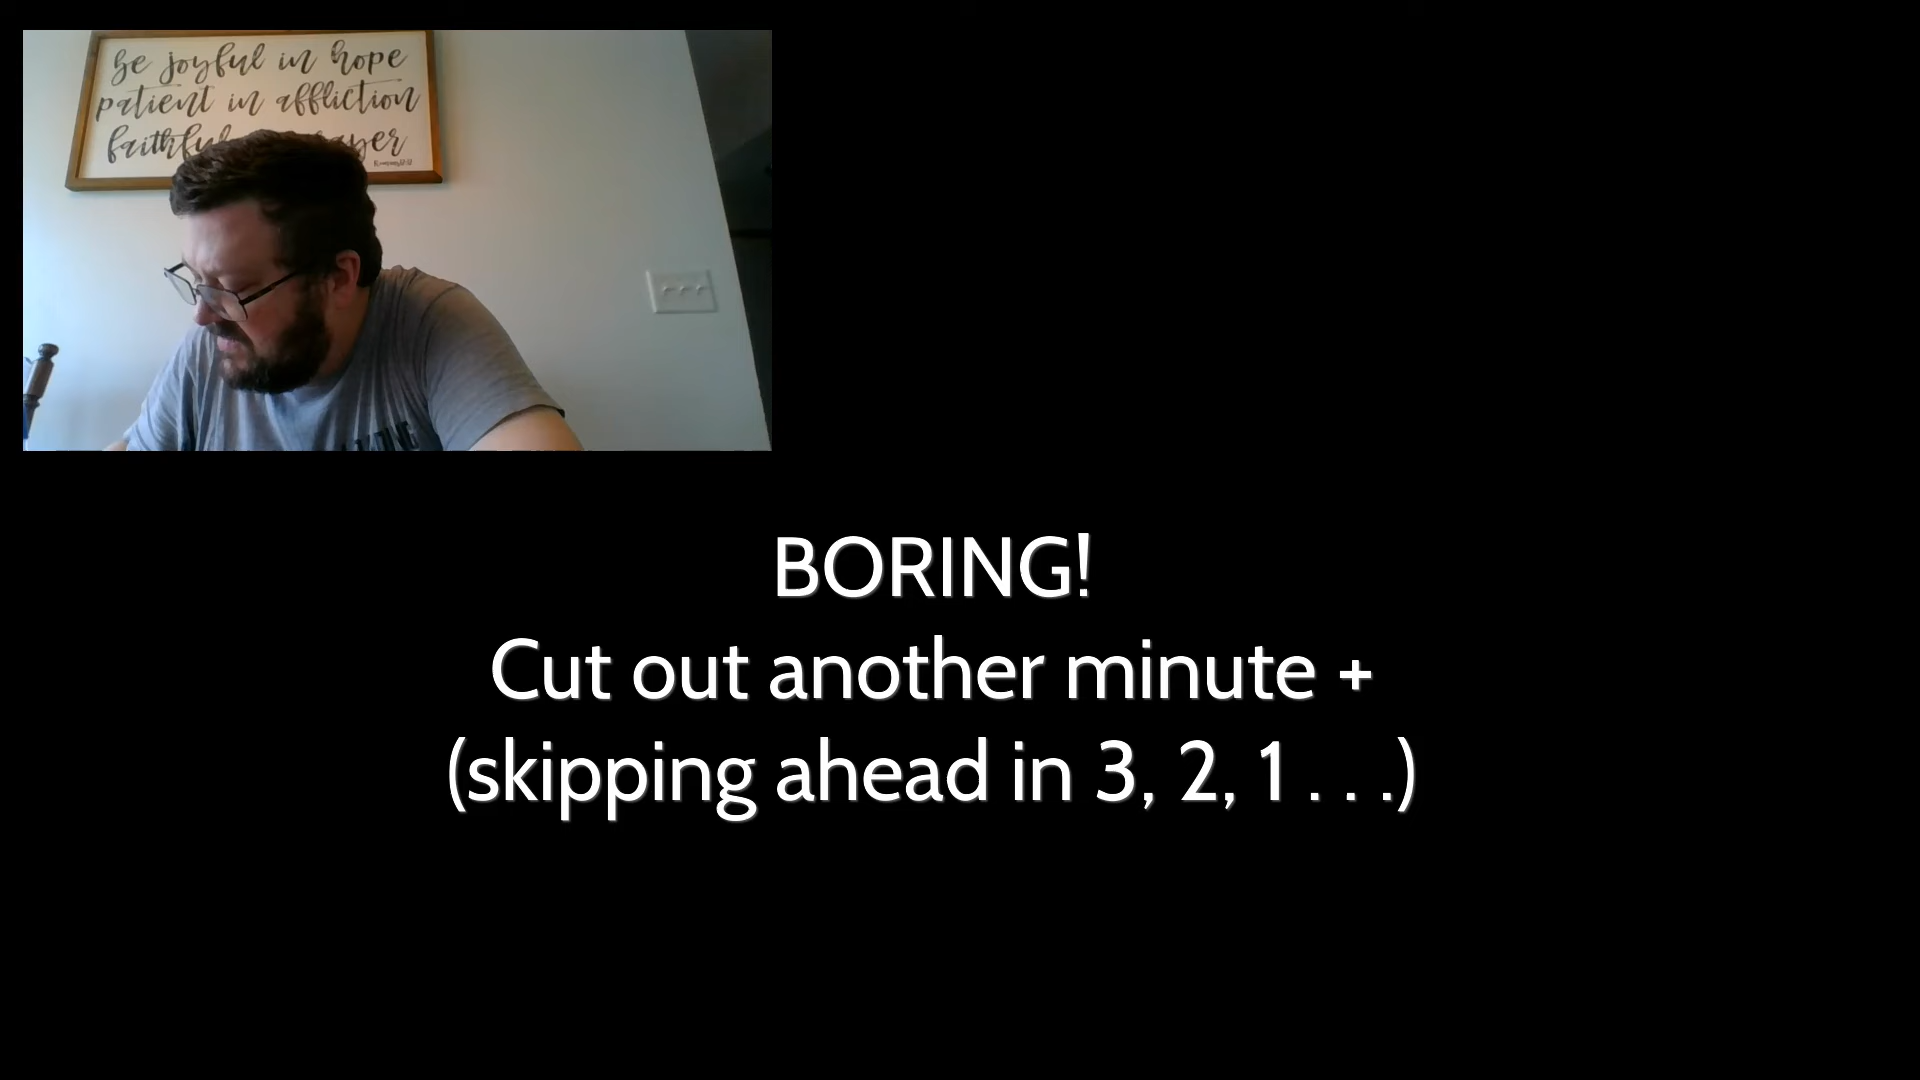 be joyful in hope
patient in affliction
BORING!
Cut out another minute +
(skipping ahead in 3, 2, 1 . . .)